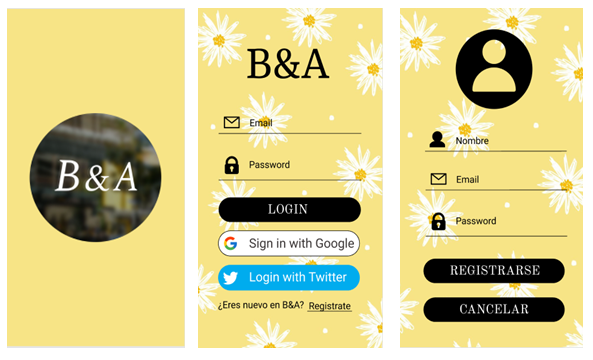 B & A
B&A
Email
Password
LOGIN
Sign in with Google
Login with Twitter
¿Eres nuevo en B&A? Registrate
Nombre
Email
Password
REGISTRARSE
CANCELAR